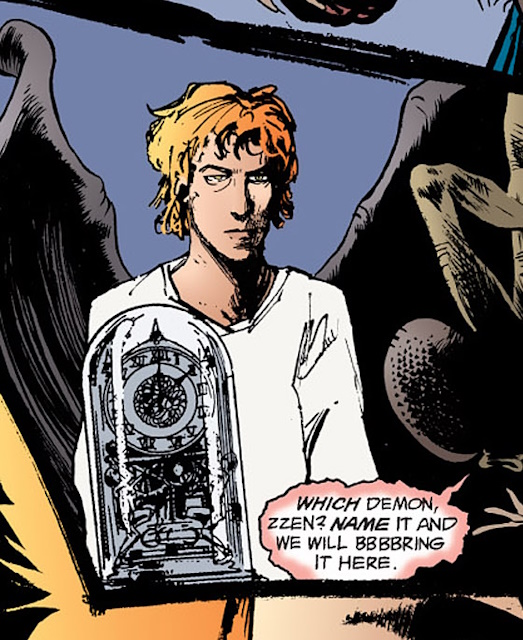 WHICH DEMON,
ZZEN? NAME IT AND
WE WILL BBBBRING
IT HERE.